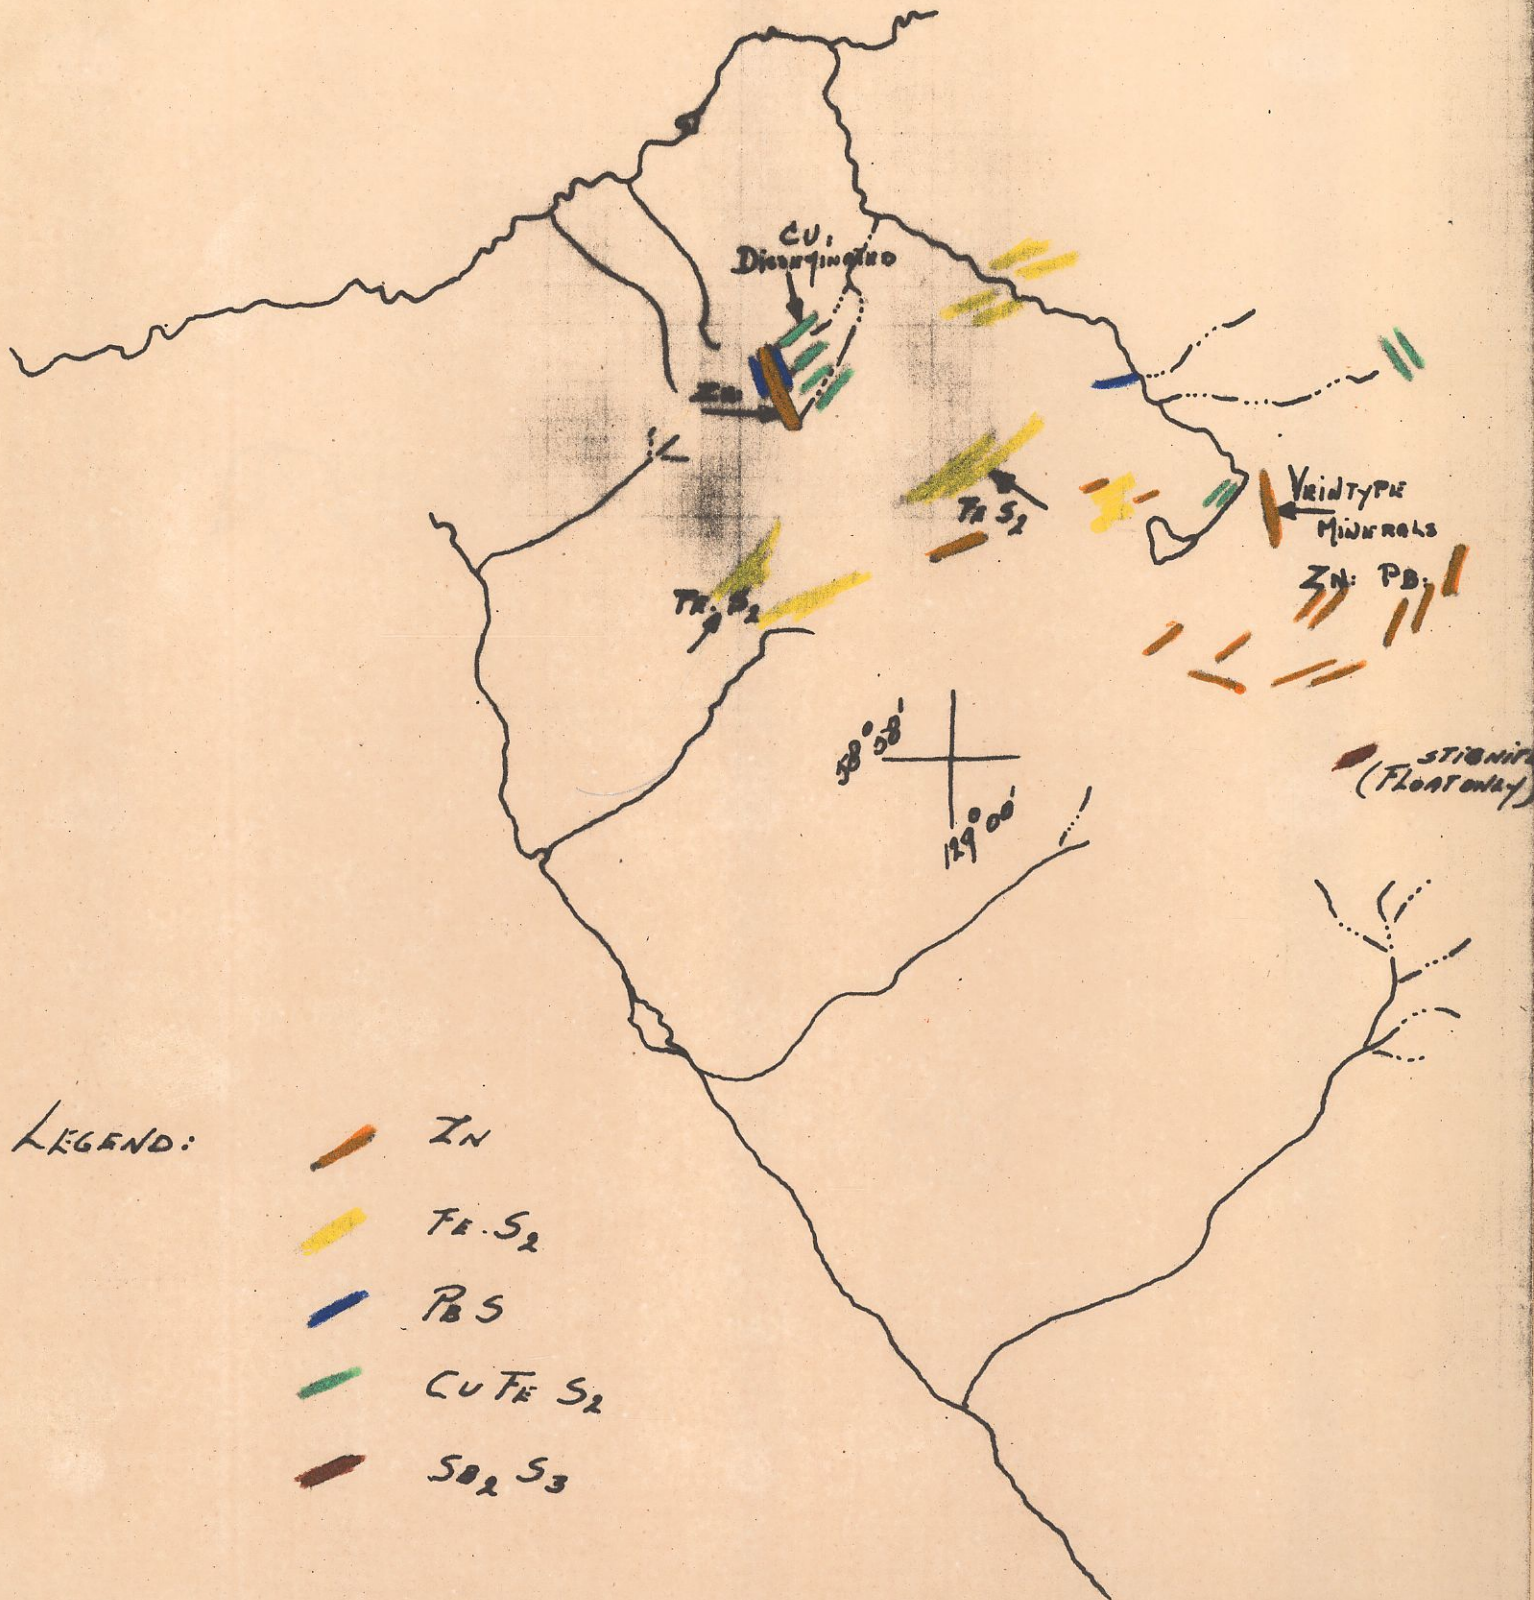 CU.
DISSEMINATED
ZN.
FE S2
VEINTYPE
MINERALS
ZN: PB.
FE. S2
58° 58'
129° 00'
STIBNITE
(FLOAT ONLY)
LEGEND:
ZN
FE. S2
PB S
CU FE S2
SB2 S3